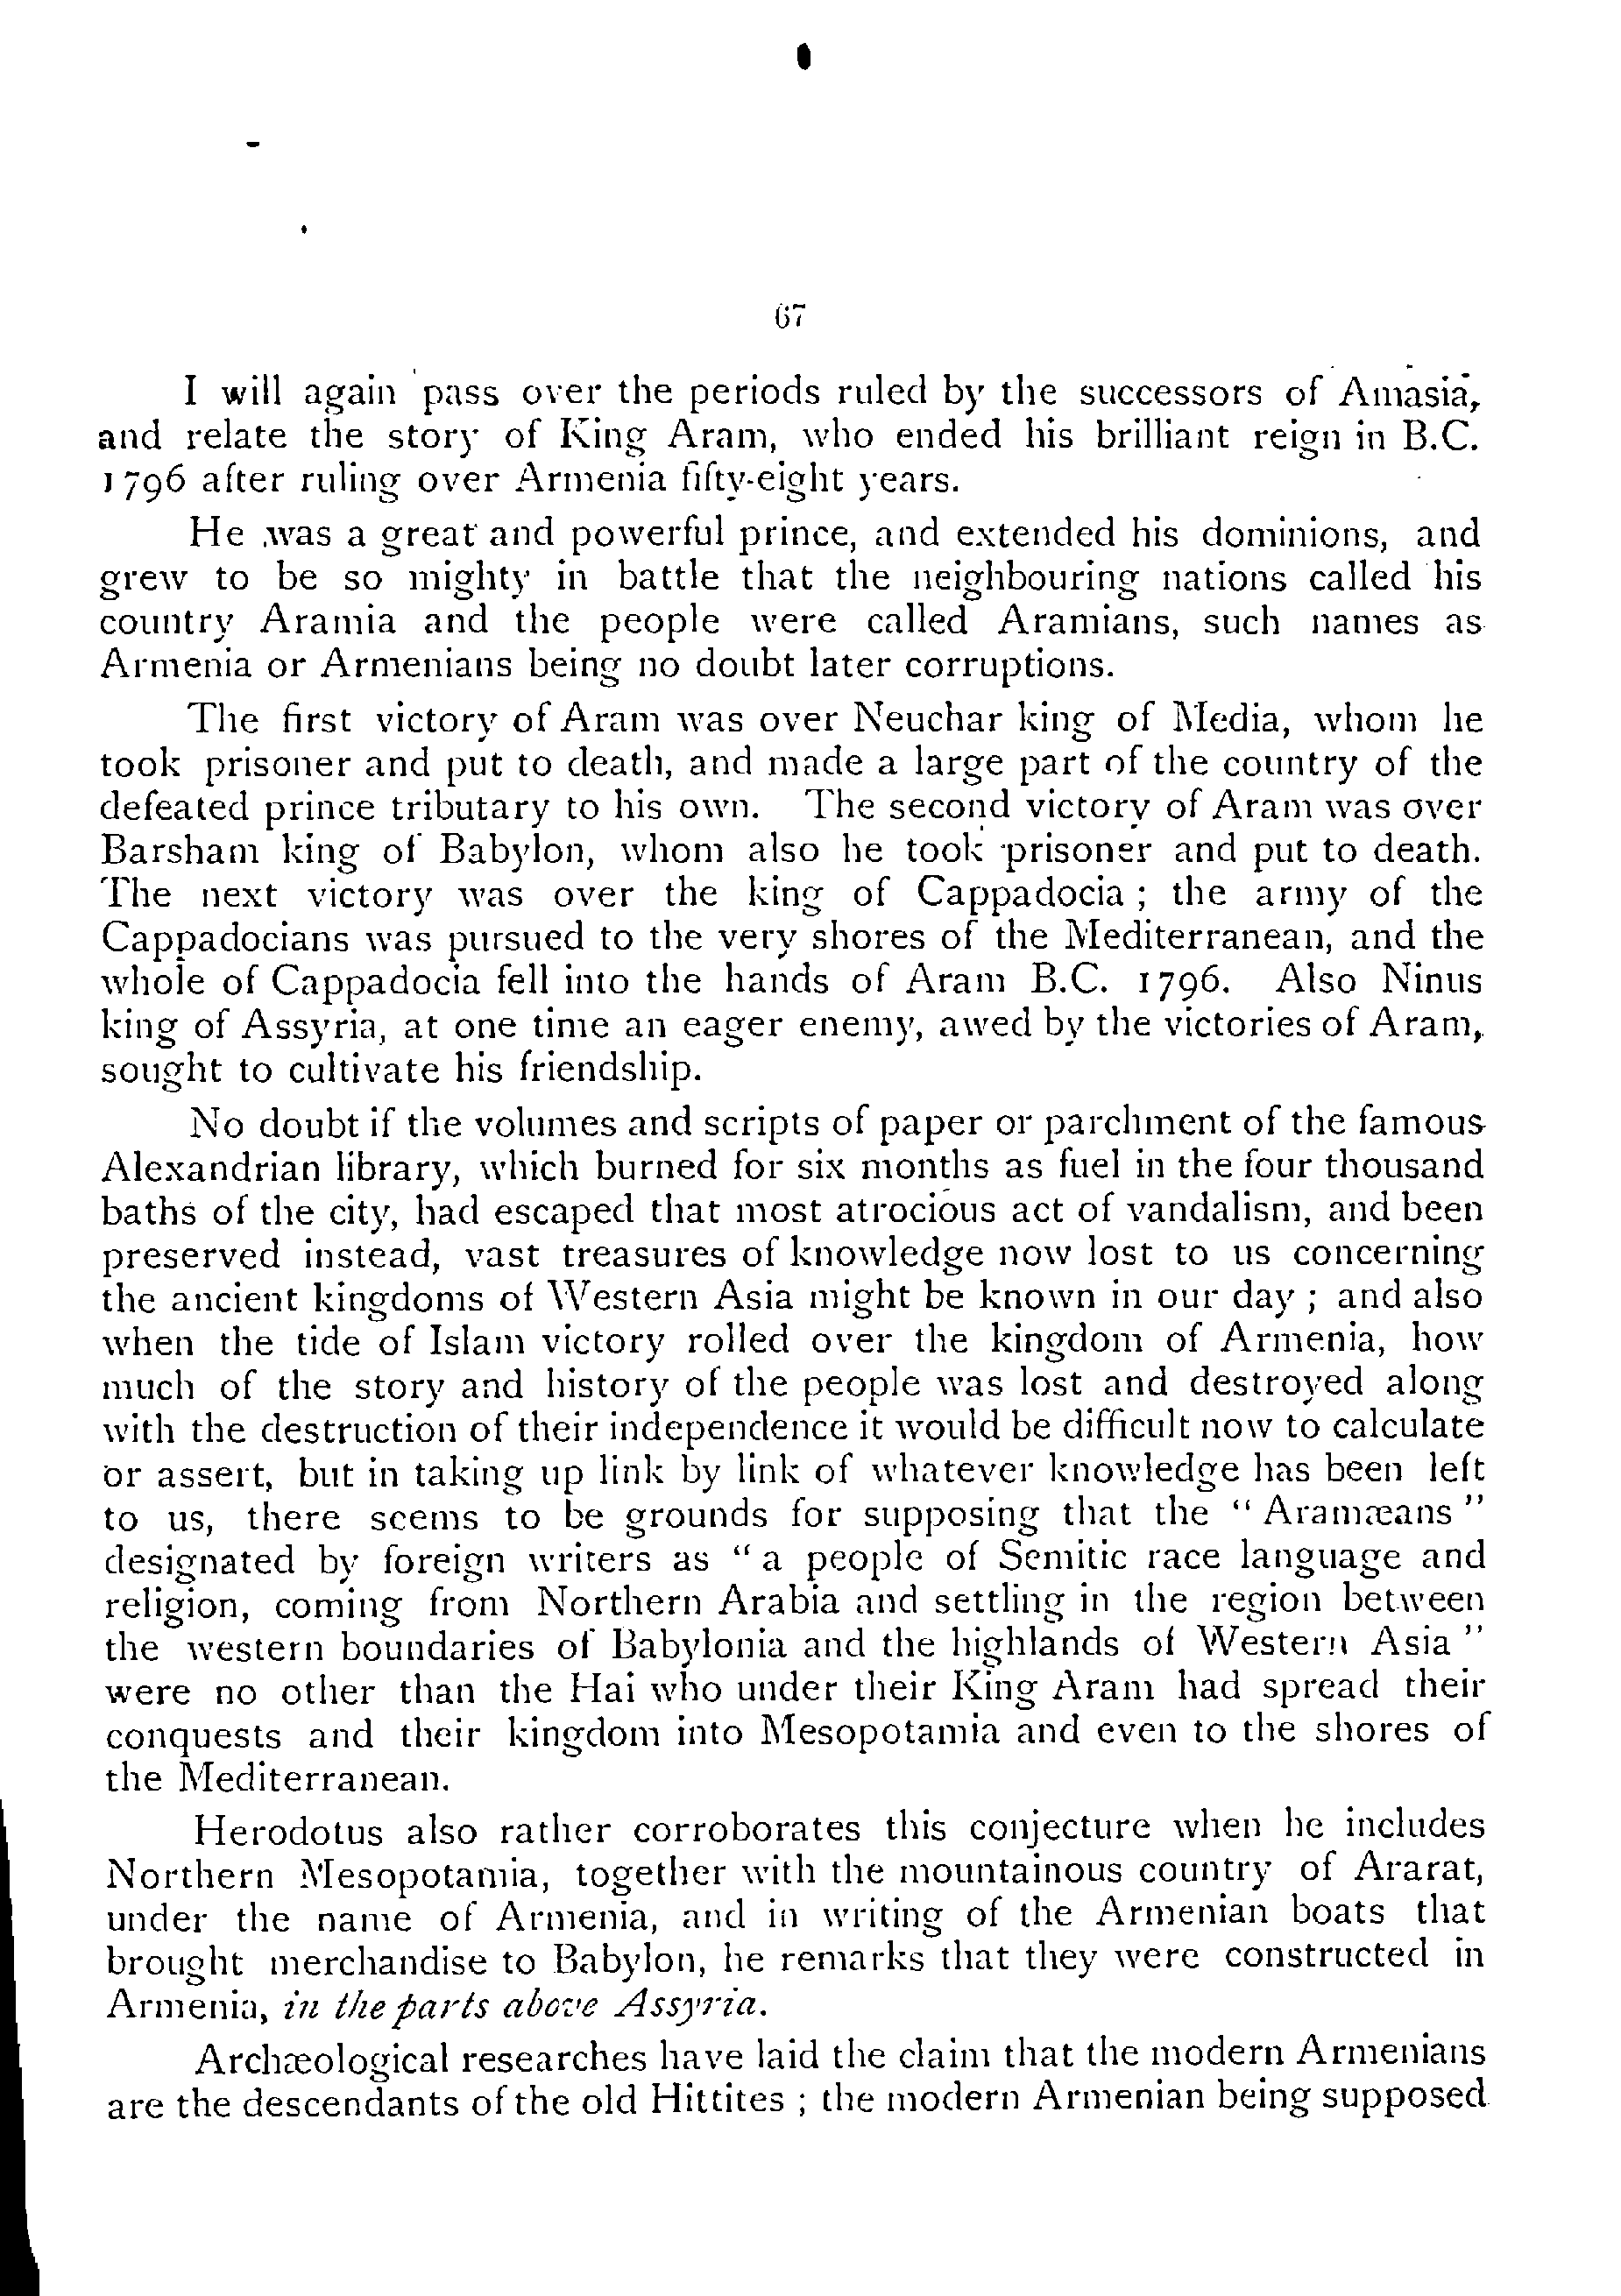 67
I will again pass over the periods ruled by the successors of Amasia,
and relate the story of King Aram, who ended his brilliant reign in B.C.
1796 after ruling over Armenia fifty-eight years.
He was a great and powerful prince, and extended his dominions, and
grew to be so mighty in battle that the neighbouring nations called his
country Aramia and the people were called Aramians, such names as
Armenia or Armenians being no doubt later corruptions.
The first victory of Aram was over Neuchar king of Media, whom he
took prisoner and put to death, and made a large part of the country of the
defeated prince tributary to his own. The second victory of Aram was over
Barsham king of Babylon, whom also he took prisoner and put to death.
The next victory was over the king of Cappadocia ; the army of the
Cappadocians was pursued to the very shores of the Mediterranean, and the
whole of Cappadocia fell into the hands of Aram B.C. 1796. Also Ninus
king of Assyria, at one time an eager enemy, awed by the victories of Aram,
sought to cultivate his friendship.
No doubt if the volumes and scripts of paper or parchment of the famous
Alexandrian library, which burned for six months as fuel in the four thousand
baths of the city, had escaped that most atrocious act of vandalism, and been
preserved instead, vast treasures of knowledge now lost to us concerning
the ancient kingdoms of Western Asia might be known in our day ; and also
when the tide of Islam victory rolled over the kingdom of Armenia, how
much of the story and history of the people was lost and destroyed along
with the destruction of their independence it would be difficult now to calculate
or assert, but in taking up link by link of whatever knowledge has been left
to us, there seems to be grounds for supposing that the “ Aramæans ”
designated by foreign writers as “ a people of Semitic race language and
religion, coming from Northern Arabia and settling in the region between
the western boundaries of Babylonia and the highlands of Western Asia ”
were no other than the Hai who under their King Aram had spread their
conquests and their kingdom into Mesopotamia and even to the shores of
the Mediterranean.
Herodotus also rather corroborates this conjecture when he includes
Northern Mesopotamia, together with the mountainous country of Ararat,
under the name of Armenia, and in writing of the Armenian boats that
brought merchandise to Babylon, he remarks that they were constructed in
Armenia, in the parts above Assyria.
Archæological researches have laid the claim that the modern Armenians
are the descendants of the old Hittites ; the modern Armenian being supposed